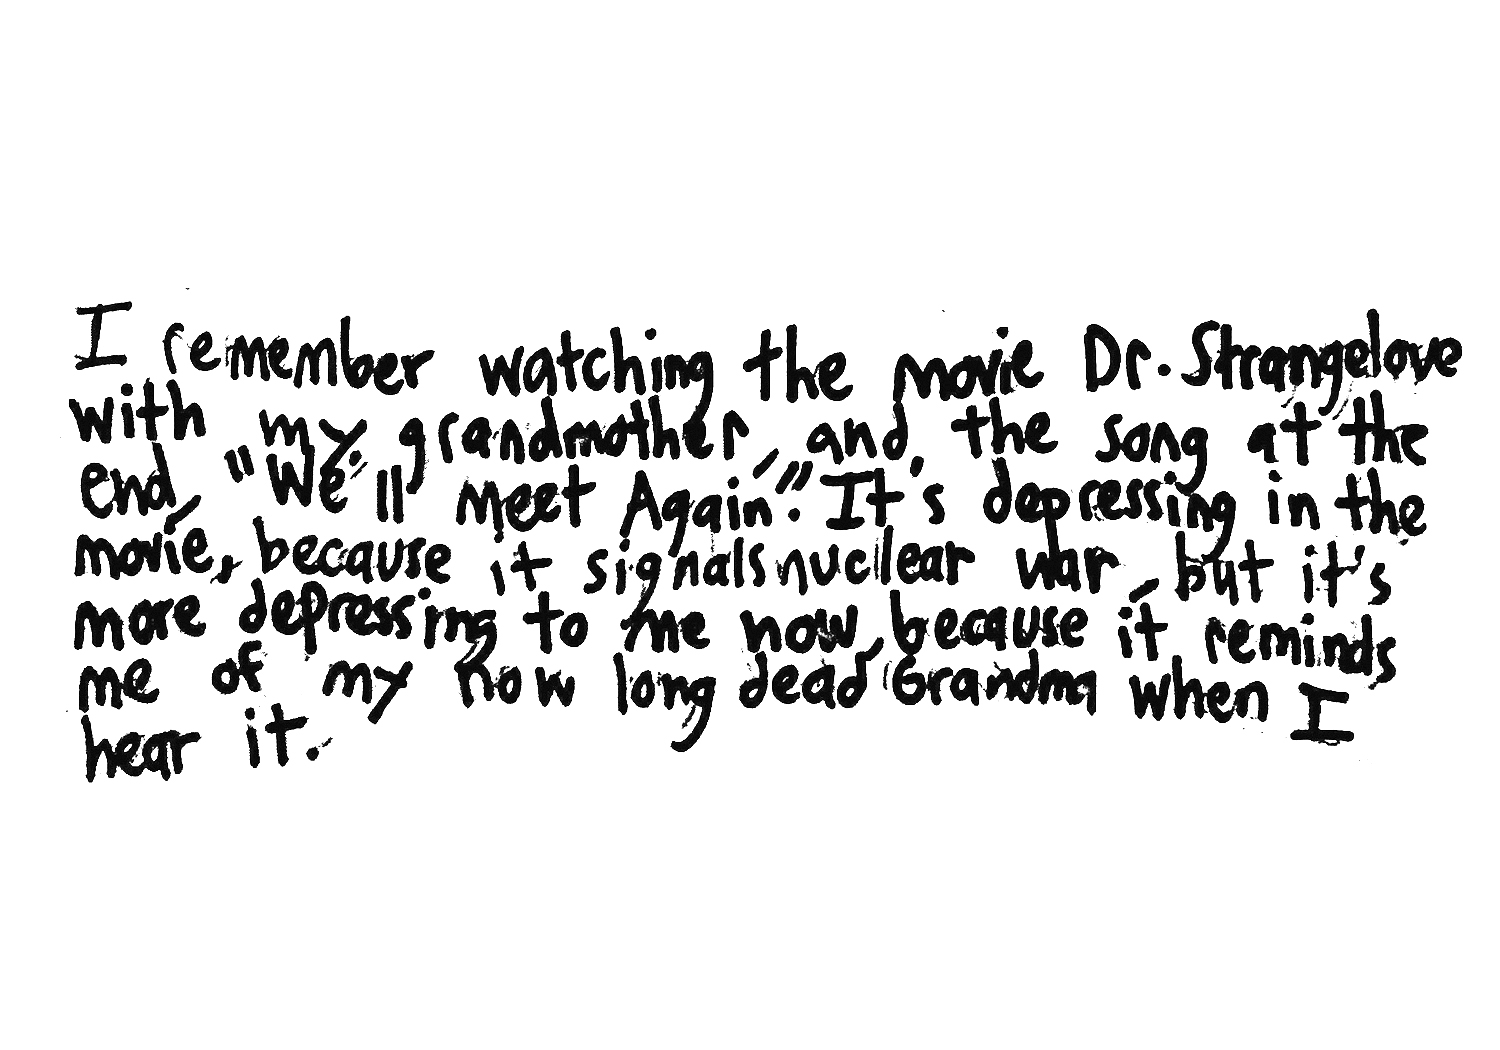 I remember watching the movie Dr. Strangelove
with my grandmother, and the song at the
end, "We'll Meet Again". It's depressing in the
movie, because it signals nuclear war, but it's
more depressing to me now, because it reminds
me of my now long dead Grandma when I
hear it.